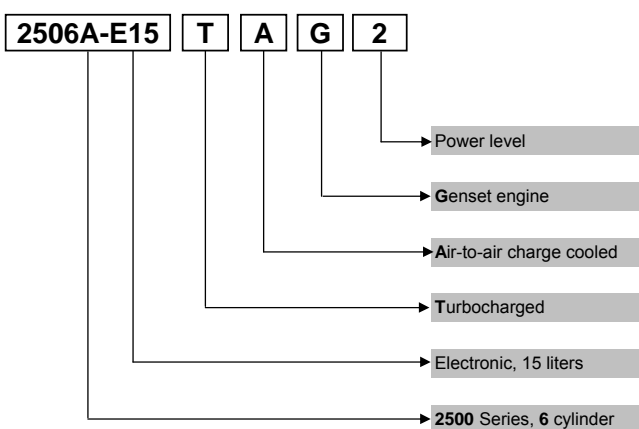 2506A-E15 T A G 2
Power level
Genset engine
Air-to-air charge cooled
Turbocharged
Electronic, 15 liters
2500 Series, 6 cylinder